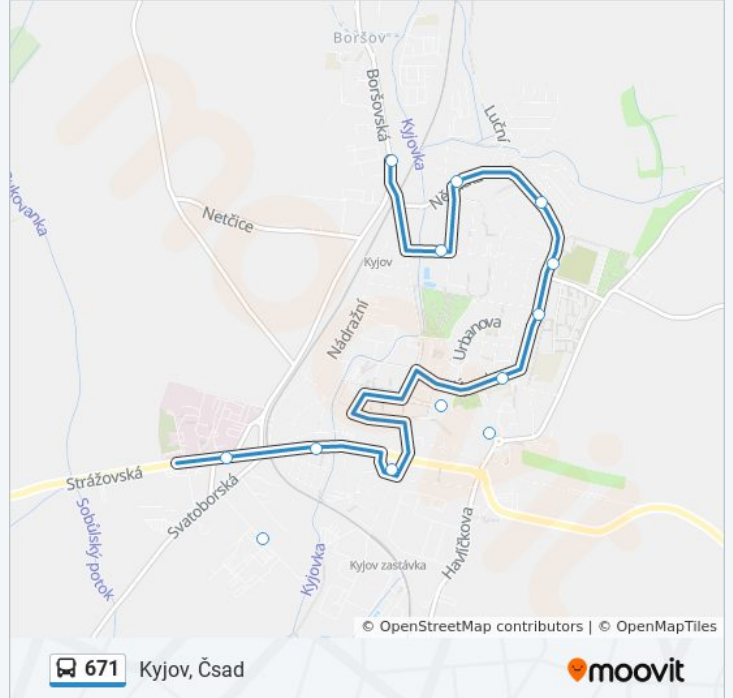 Boršov
Boršovská
Kyjovka
Luční
ukovanka
Netčice
Kyjov
Nádražní
Urbanova
Strážovská
Svatoborská
Sobůlský potok
Kyjovka
Havlíčkova
Kyjov zastávka
© OpenStreetMap contributors | © OpenMapTiles
671 Kyjov, Čsad
moovit